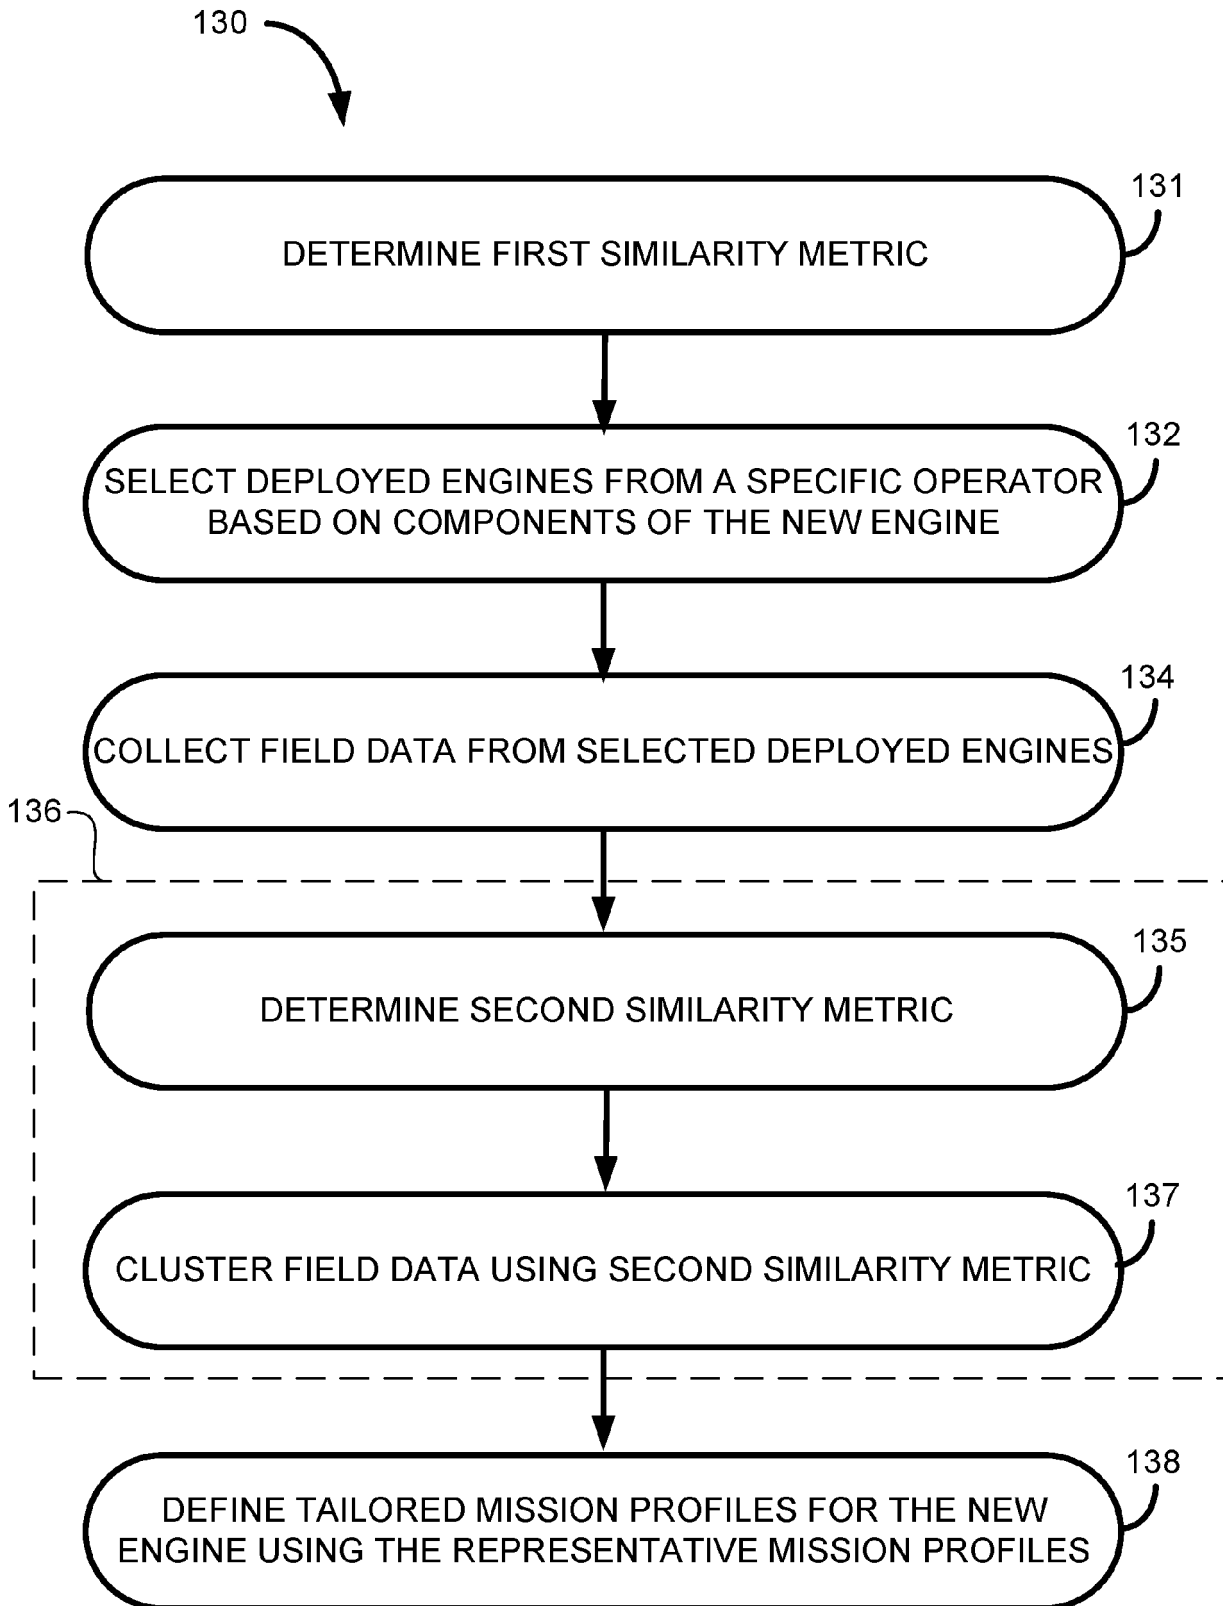 130
131
DETERMINE FIRST SIMILARITY METRIC
132
SELECT DEPLOYED ENGINES FROM A SPECIFIC OPERATOR
BASED ON COMPONENTS OF THE NEW ENGINE
134
COLLECT FIELD DATA FROM SELECTED DEPLOYED ENGINES
136
135
DETERMINE SECOND SIMILARITY METRIC
137
CLUSTER FIELD DATA USING SECOND SIMILARITY METRIC
138
DEFINE TAILORED MISSION PROFILES FOR THE NEW
ENGINE USING THE REPRESENTATIVE MISSION PROFILES